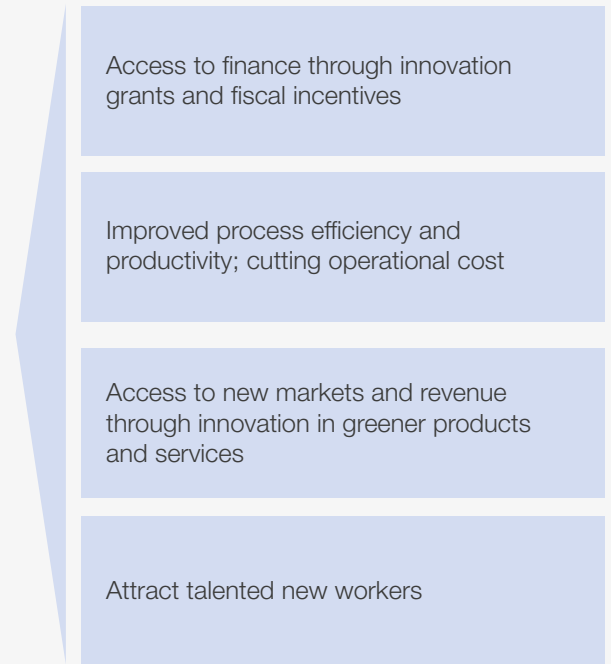 Access to finance through innovation
grants and fiscal incentives
Improved process efficiency and
productivity; cutting operational cost
Access to new markets and revenue
through innovation in greener products
and services
Attract talented new workers